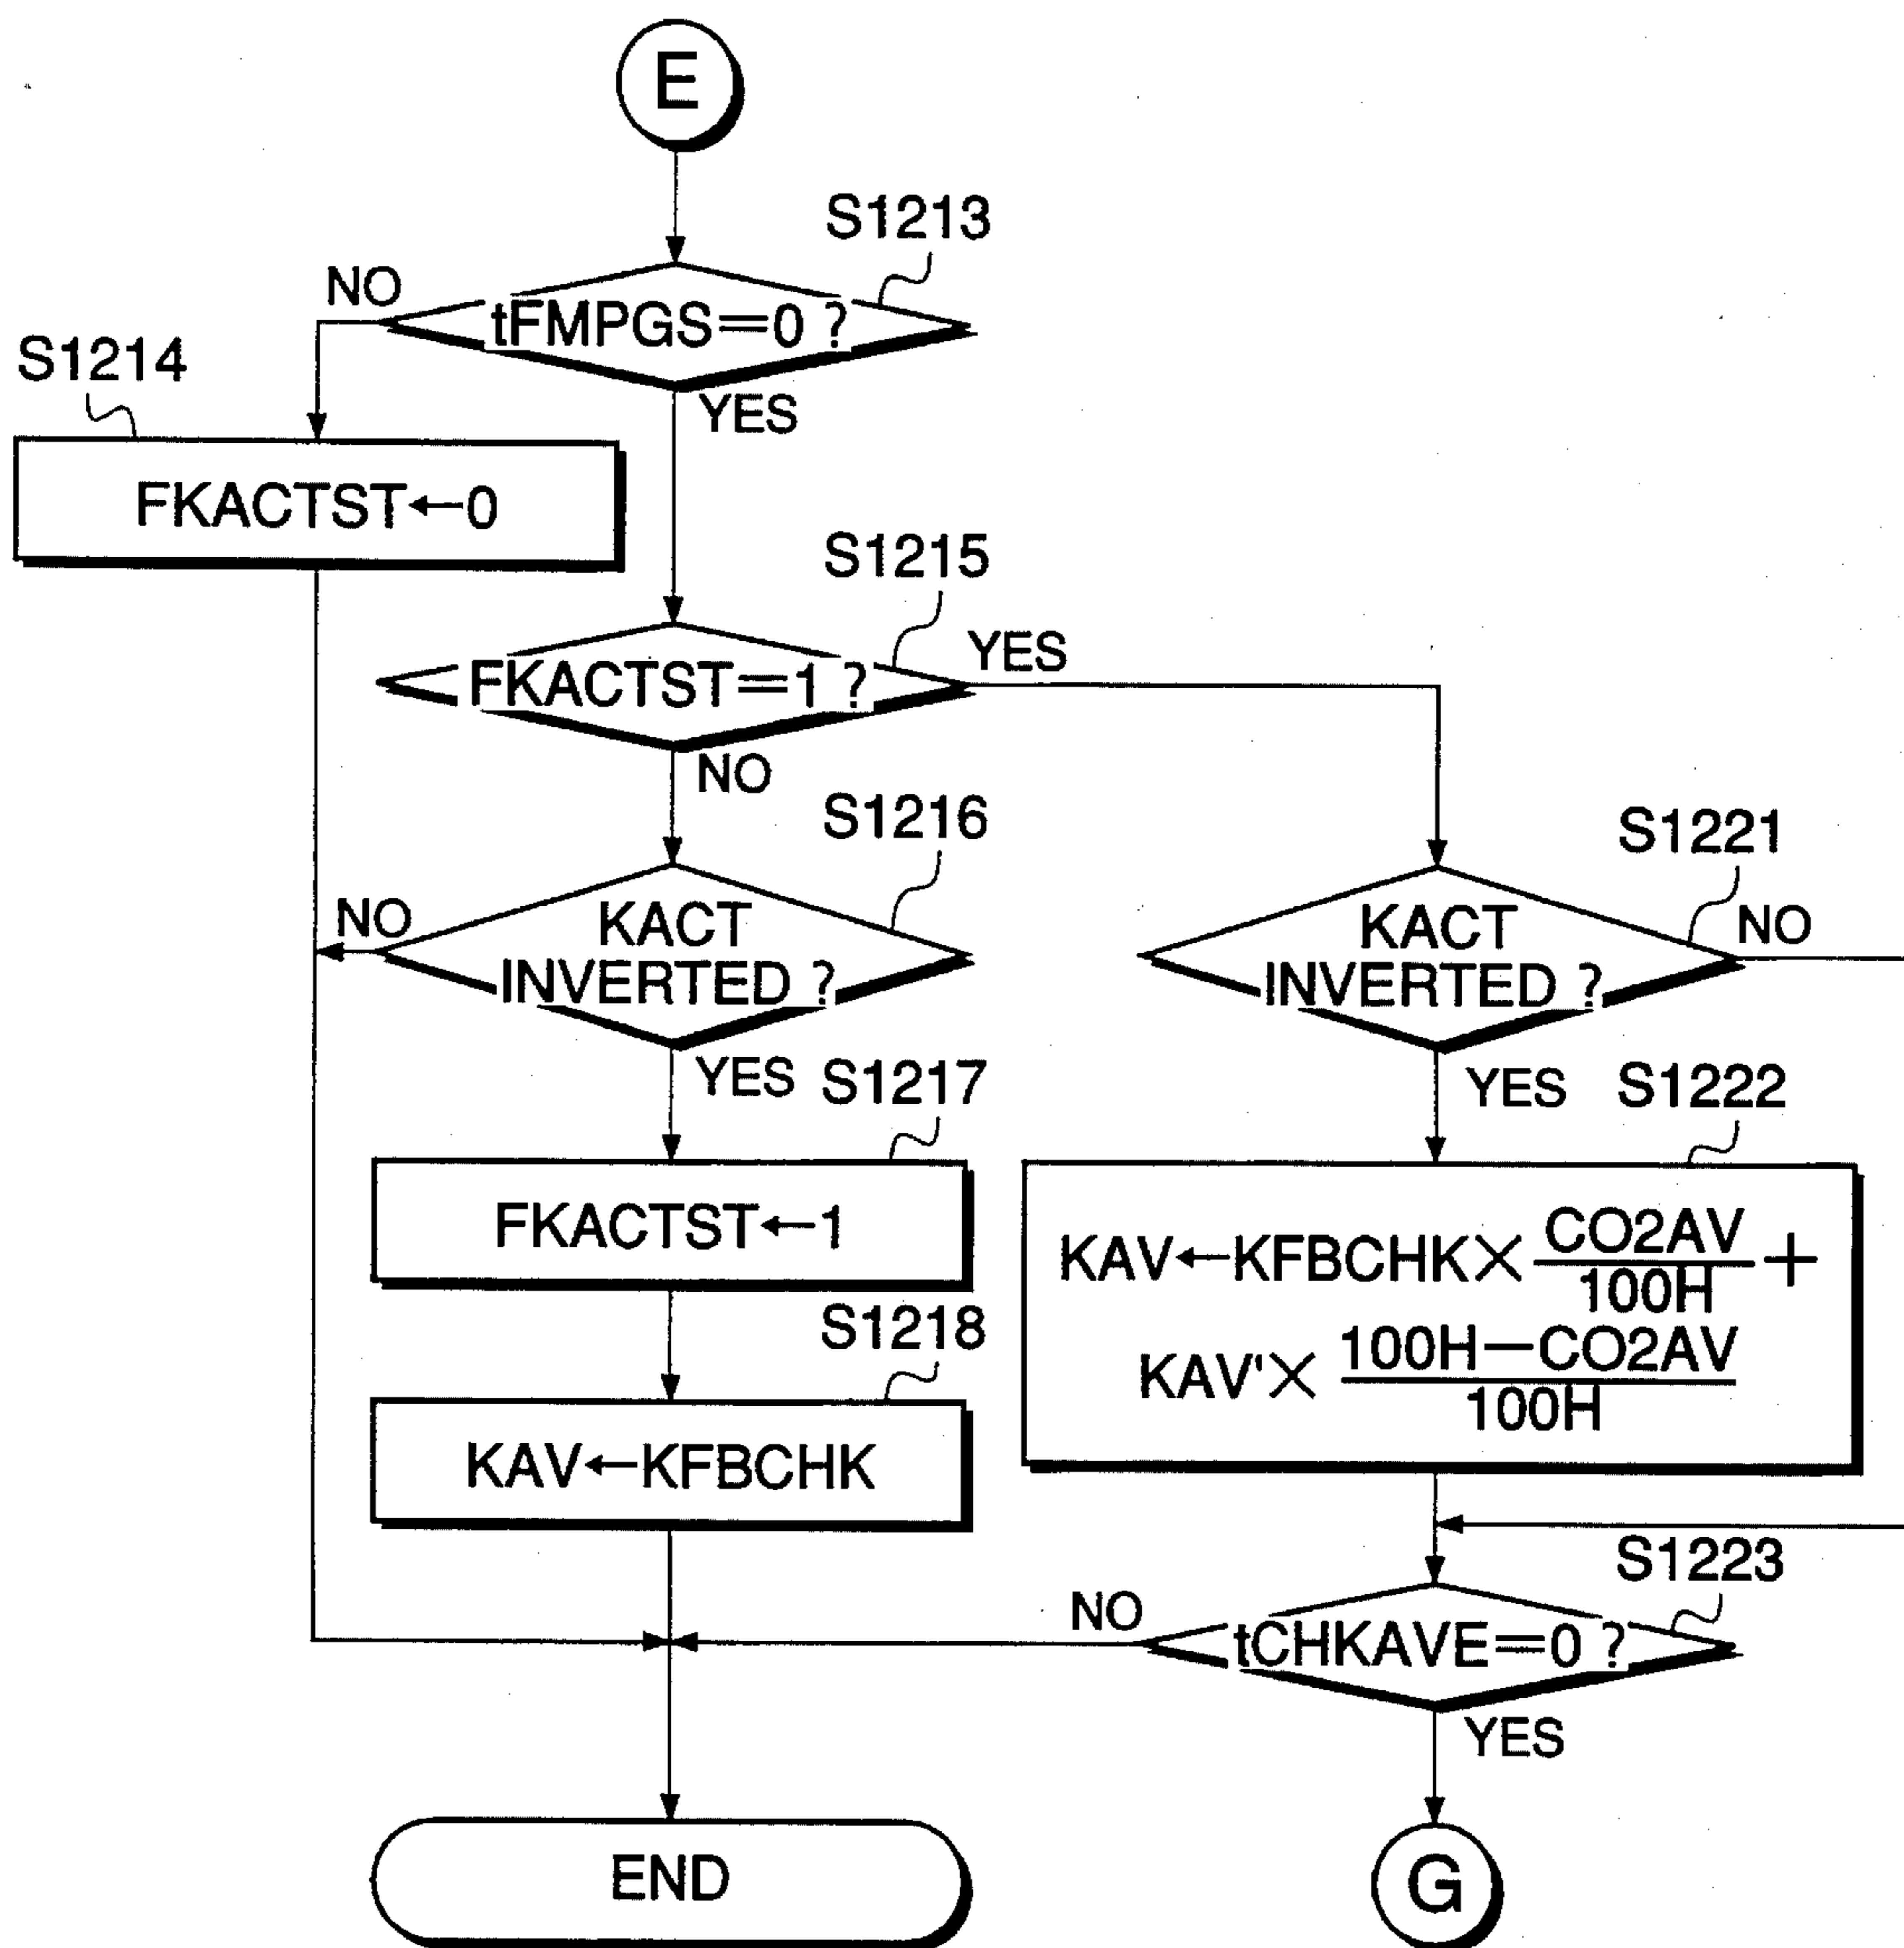 E
S1213
NO
tFMPGS=0 ?
S1214
YES
FKACTST←0
S1215
YES
FKACTST=1 ?
NO
S1216
S1221
NO
KACT
INVERTED ?
KACT
INVERTED ?
NO
YES
S1217
YES
S1222
FKACTST←1
KAV←KFBCHK× CO2AV/100H +
KAV'× 100H−CO2AV/100H
S1218
KAV←KFBCHK
S1223
NO
tCHKAVE=0 ?
YES
END
G